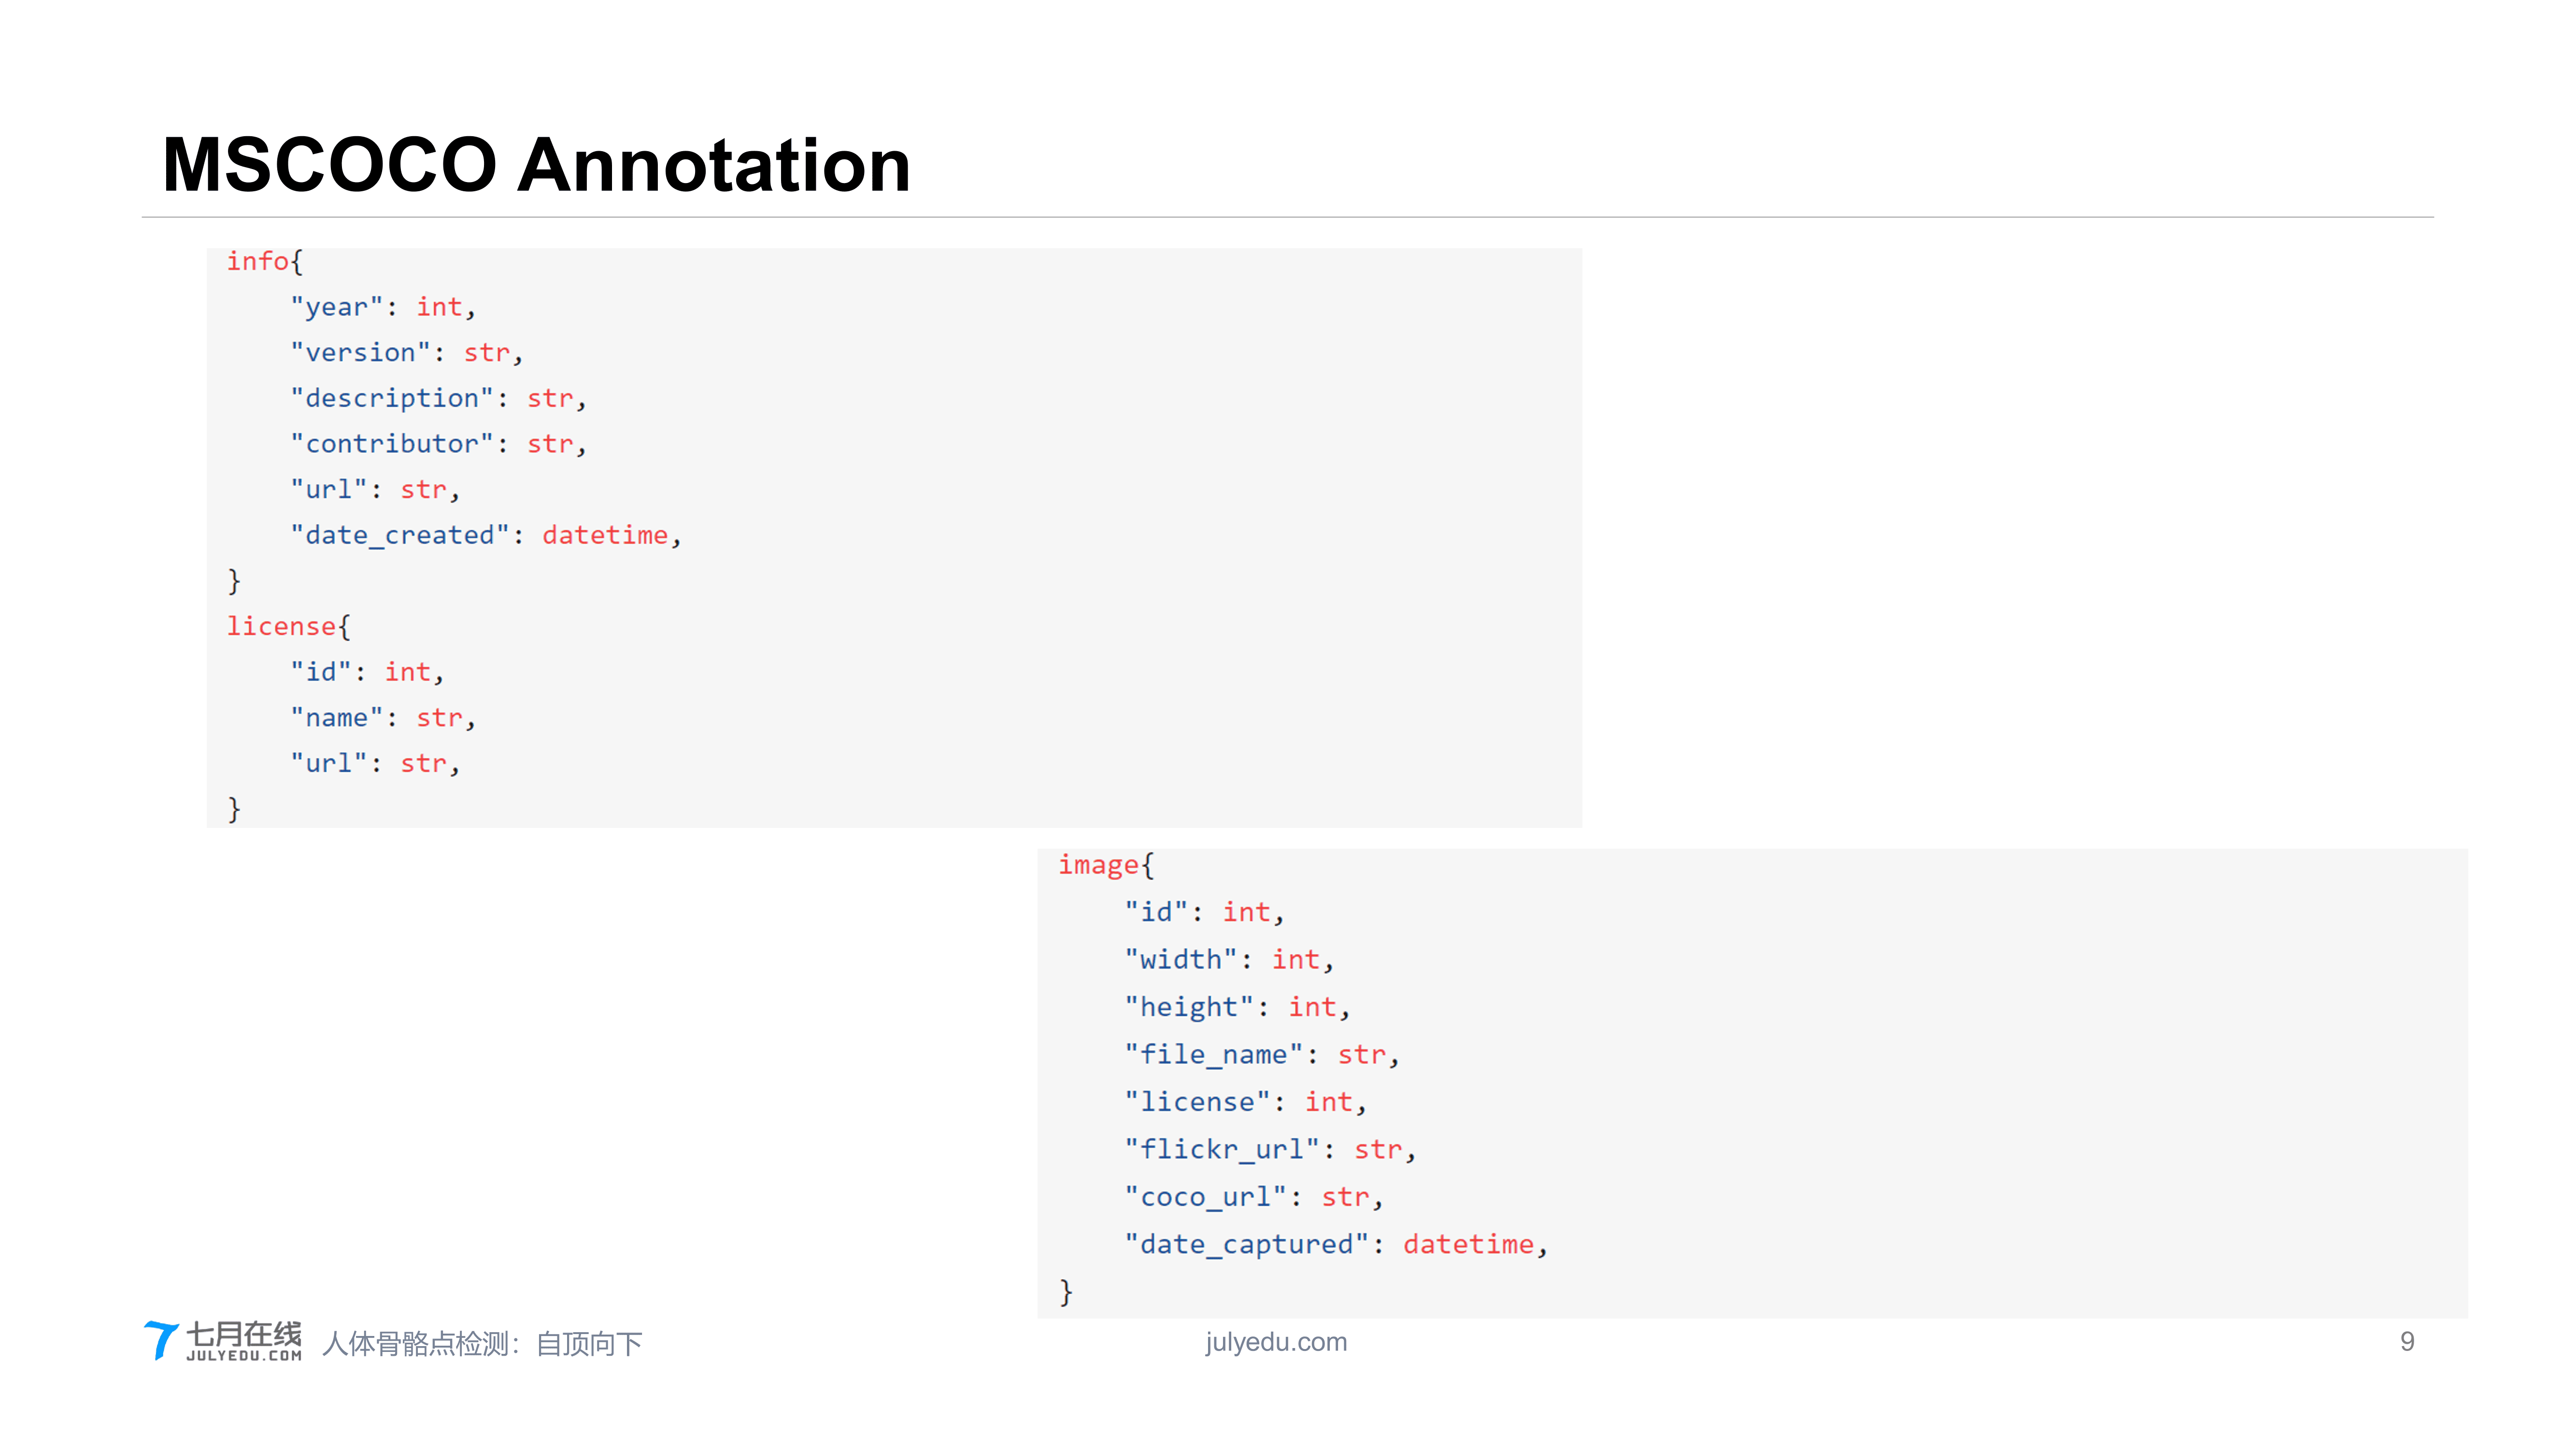 MSCOCO Annotation
info{
"year": int,
"version": str,
"description": str,
"contributor": str,
"url": str,
"date_created": datetime,
}
license{
"id": int,
"name": str,
"url": str,
}
image{
"id": int,
"width": int,
"height": int,
"file_name": str,
"license": int,
"flickr_url": str,
"coco_url": str,
"date_captured": datetime,
}
七月在线
JULYEDU.COM
人体骨骼点检测：自顶向下
julyedu.com
9